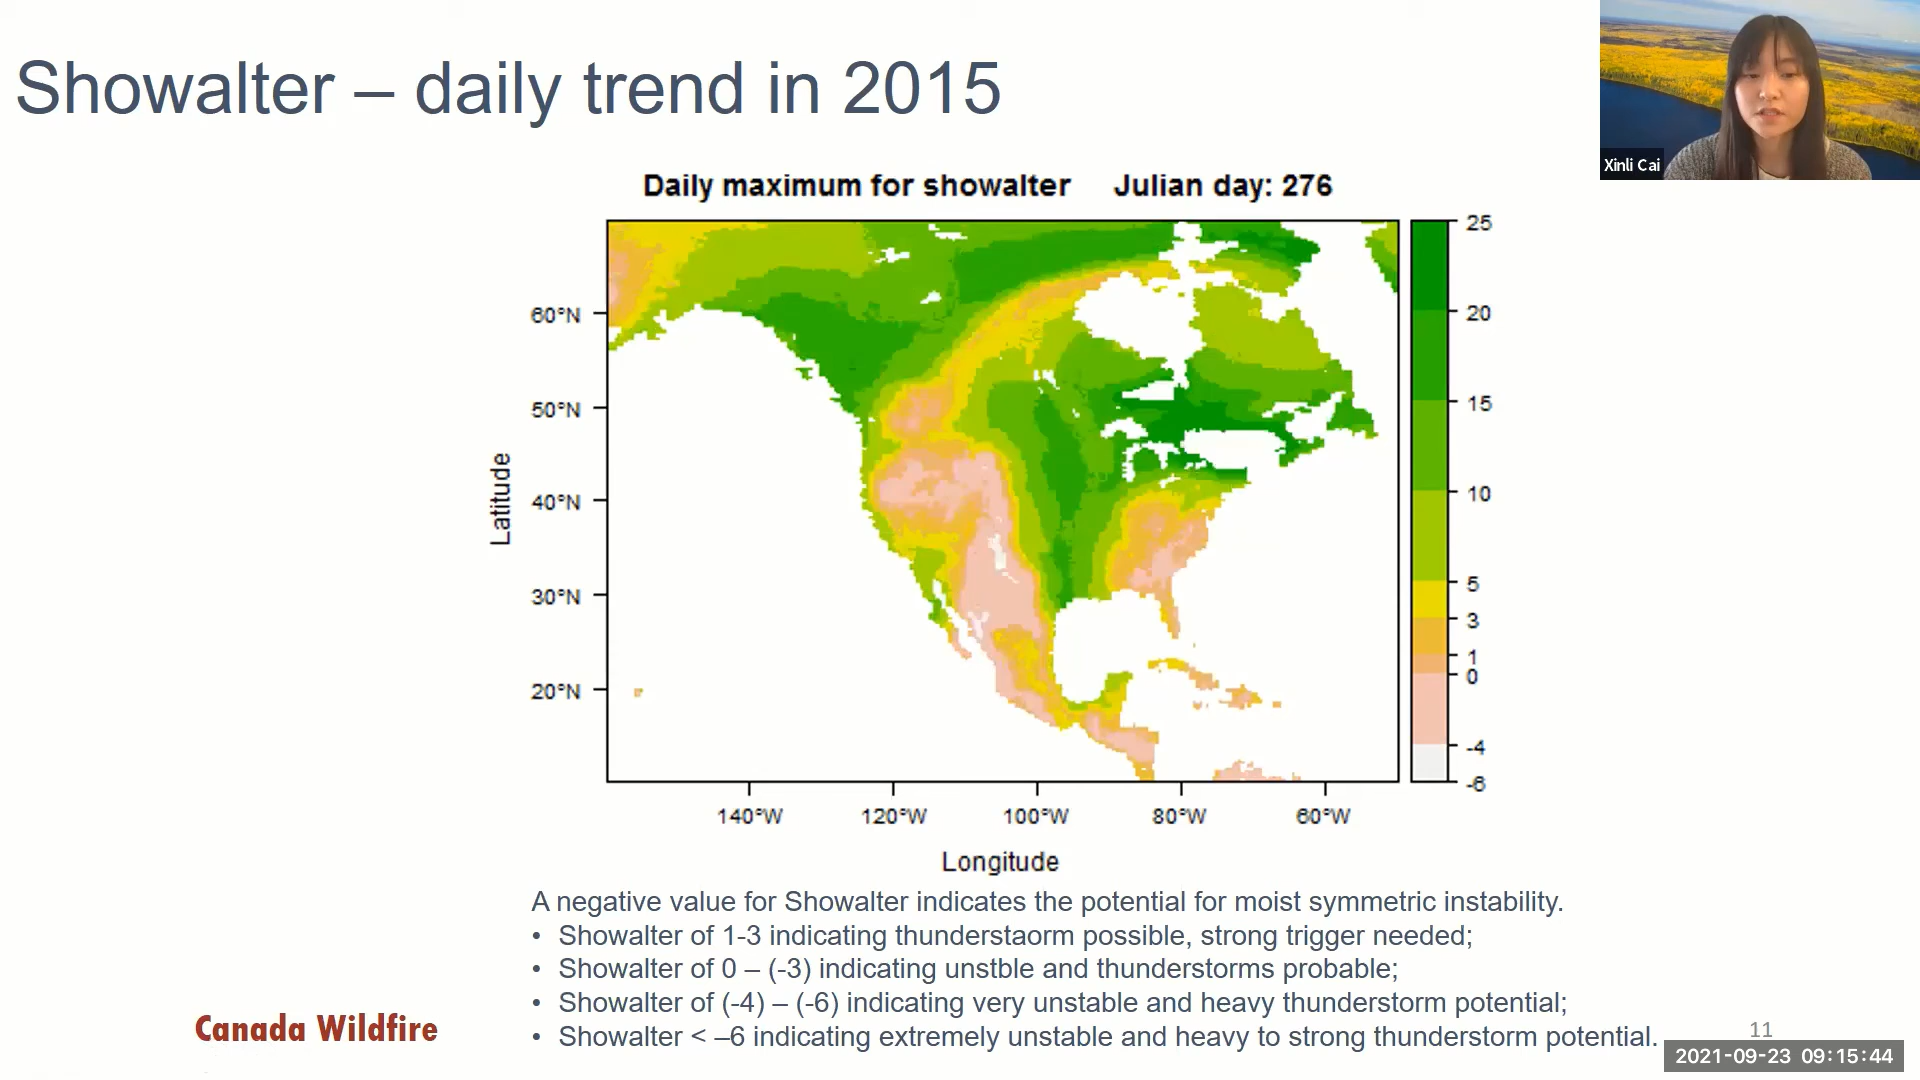 Showalter – daily trend in 2015
Xinli Cai
Daily maximum for showalter Julian day: 276
25
20
15
10
5
3
1
0
-4
-6
60°N
50°N
40°N
30°N
20°N
Latitude
140°W 120°W 100°W 80°W 60°W
Longitude
A negative value for Showalter indicates the potential for moist symmetric instability.
• Showalter of 1-3 indicating thunderstaorm possible, strong trigger needed;
• Showalter of 0 – (-3) indicating unstble and thunderstorms probable;
• Showalter of (-4) – (-6) indicating very unstable and heavy thunderstorm potential;
• Showalter < –6 indicating extremely unstable and heavy to strong thunderstorm potential.
Canada Wildfire
11
2021-09-23 09:15:44